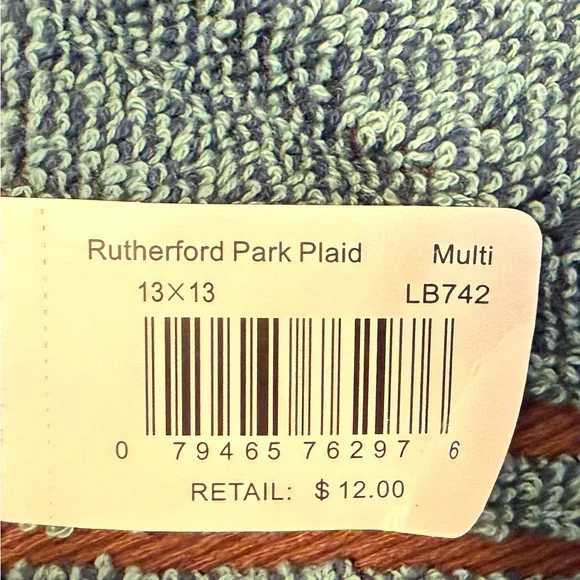 Rutherford Park Plaid Multi
13×13 LB742
0 79465 76297 6
RETAIL: $ 12.00